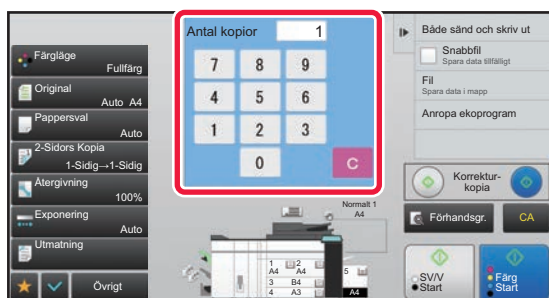 Färgläge
Fullfärg
Original
Auto A4
Pappersval
Auto
2-Sidors Kopia
1-Sidig→1-Sidig
Återgivning
100%
Exponering
Auto
Utmatning
Övrigt
Antal kopior 1
7 8 9
4 5 6
1 2 3
0 C
Normalt 1
A4
1 2
A4 A4
3 B4
4 A3
5
A4
Både sänd och skriv ut
Snabbfil
Spara data tillfälligt
Fil
Spara data i mapp
Anropa ekoprogram
Korrektur-
kopia
Förhandsgr.
CA
SV/V
Start
Färg
Start